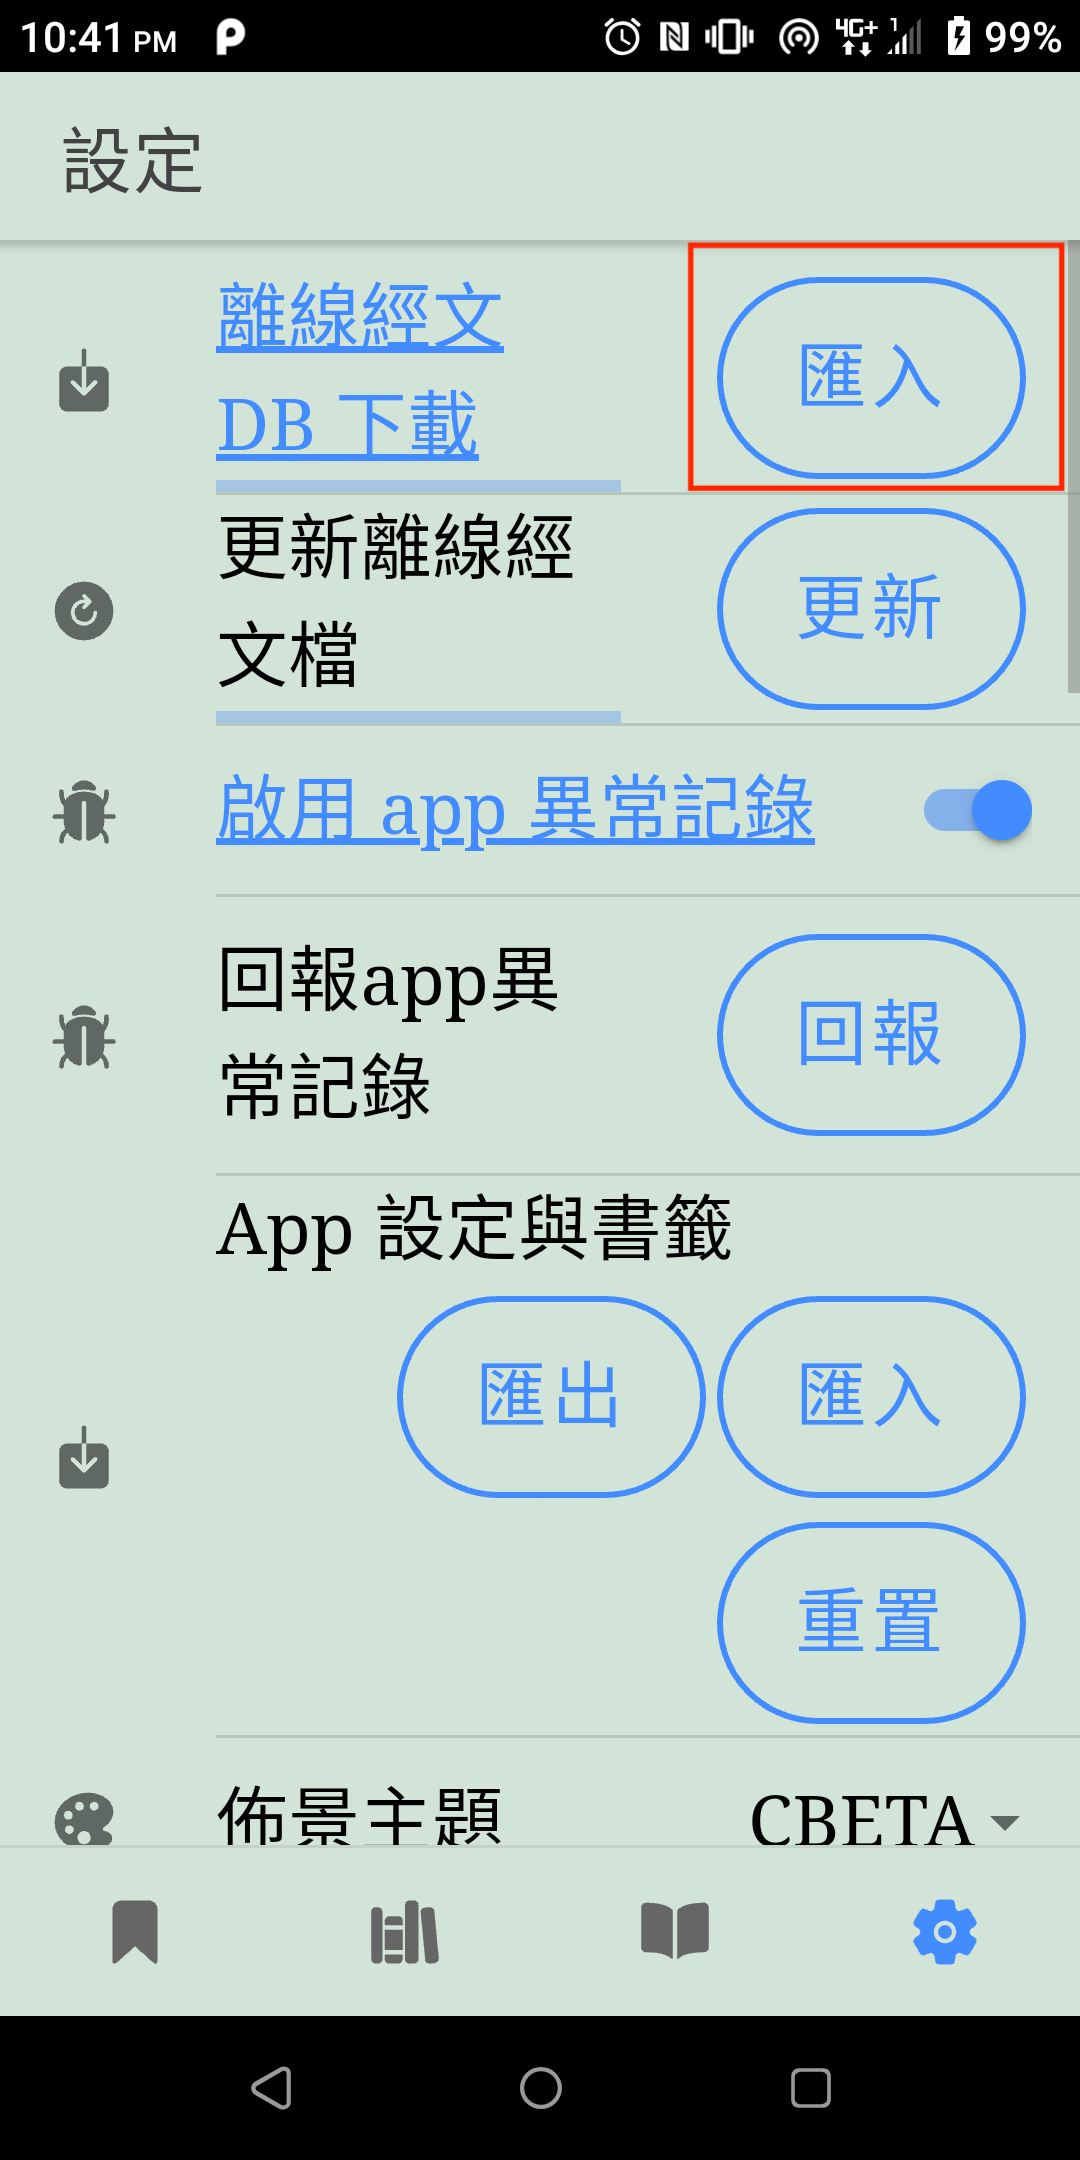 10:41 PM
4G+ 1
99%
設定
離線經文
DB 下載
匯入
更新離線經
文檔
更新
啟用 app 異常記錄
回報app異
常記錄
回報
App 設定與書籤
匯出
匯入
重置
佈景主題
CBETA